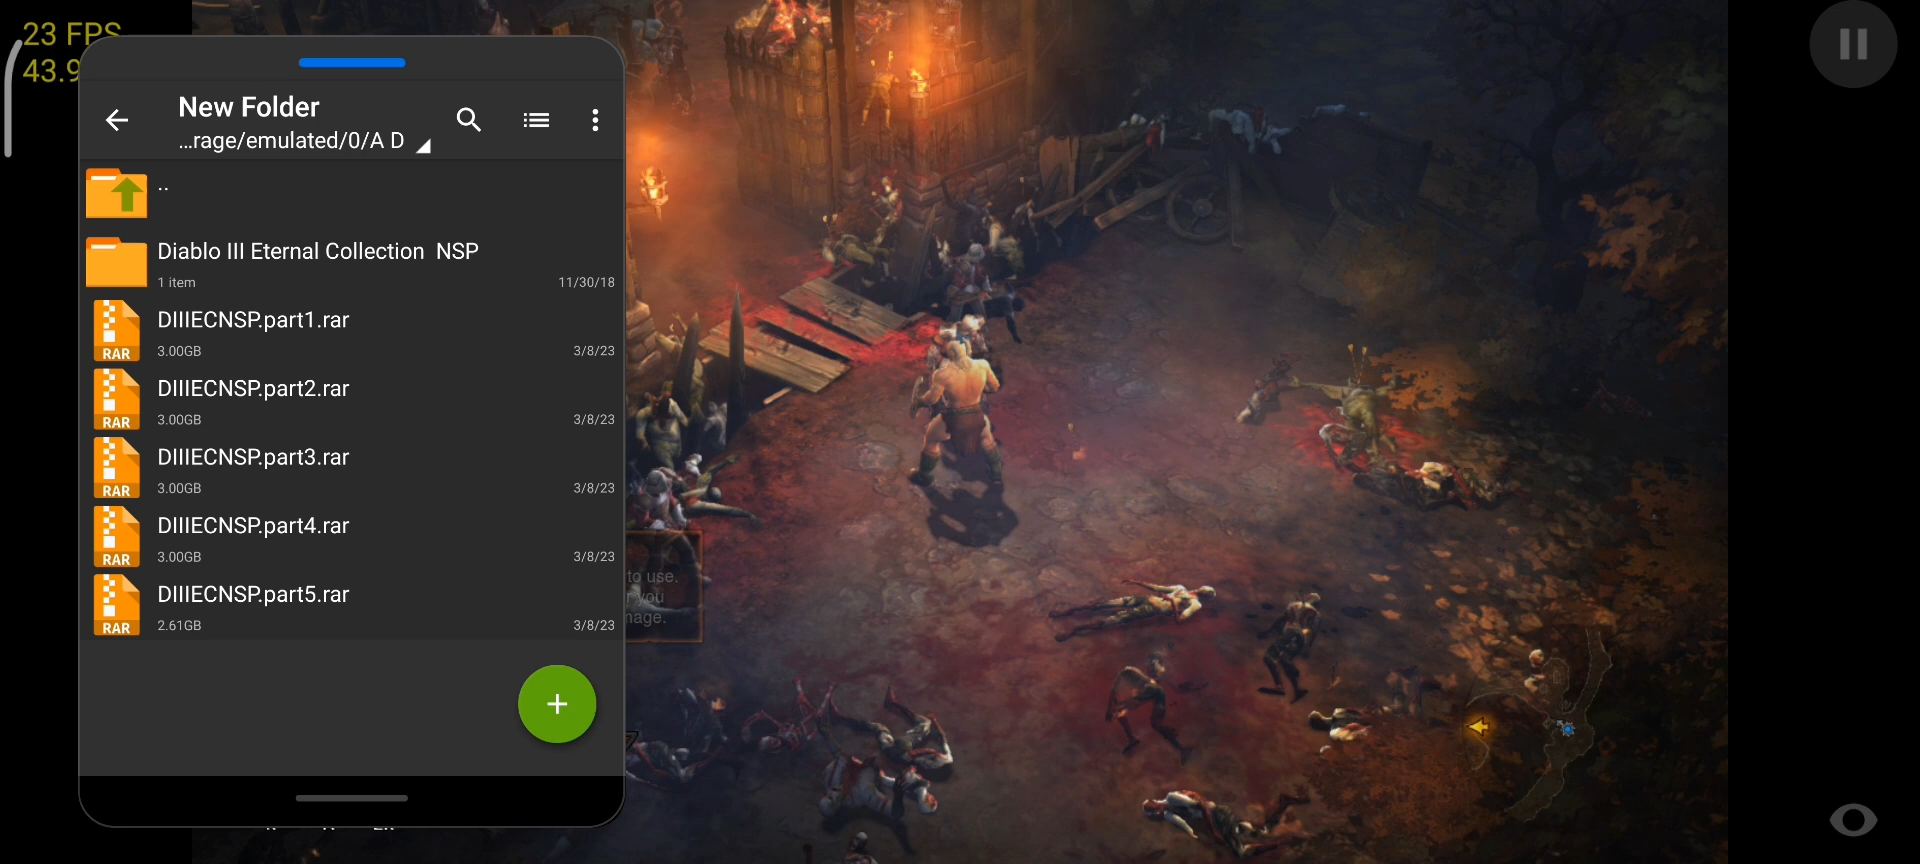 23 FPS
43.9
New Folder
...rage/emulated/0/A D
..
Diablo III Eternal Collection  NSP
1 item
11/30/18
DIIIECNSP.part1.rar
RAR
3.00GB
3/8/23
DIIIECNSP.part2.rar
RAR
3.00GB
3/8/23
DIIIECNSP.part3.rar
RAR
3.00GB
3/8/23
DIIIECNSP.part4.rar
RAR
3.00GB
3/8/23
DIIIECNSP.part5.rar
RAR
2.61GB
3/8/23
to use.
you